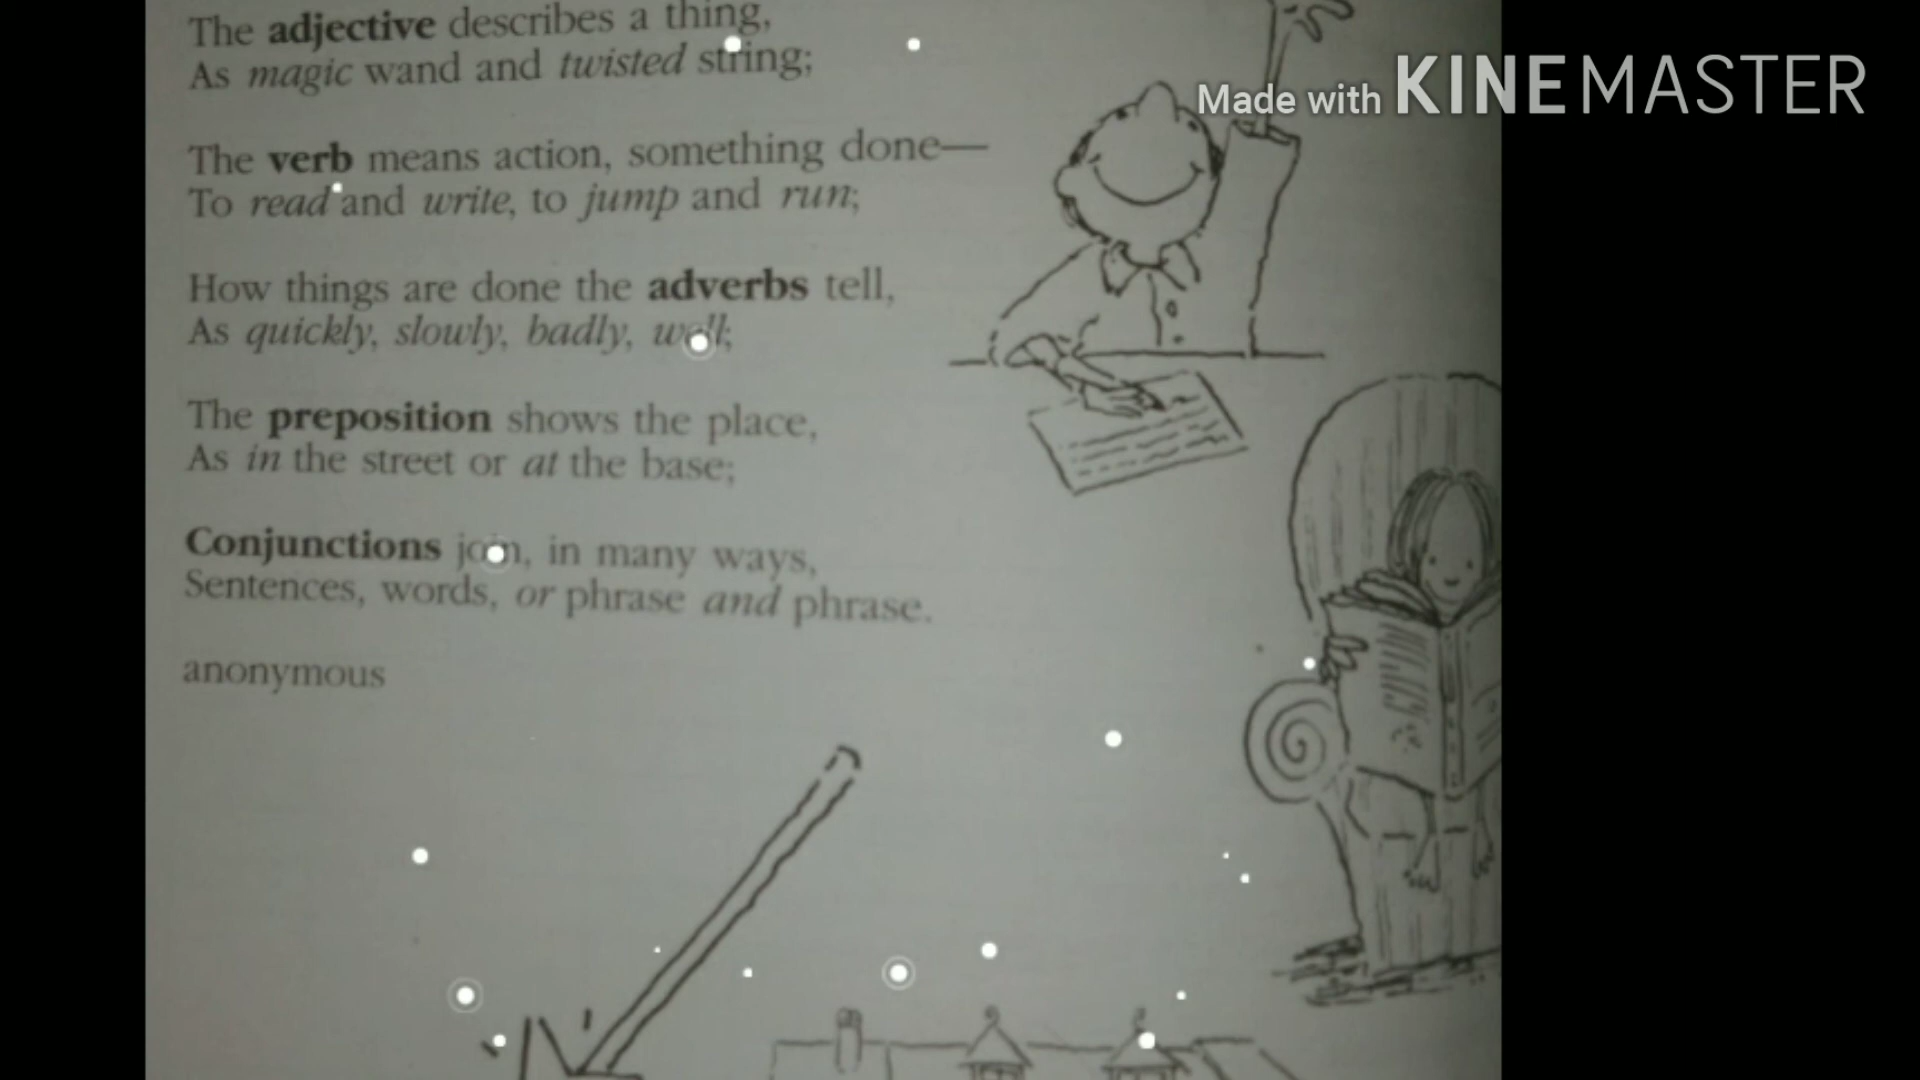 The adjective describes a thing,
As magic wand and twisted string;
Made with KINEMASTER
The verb means action, something done—
To read and write, to jump and run;
How things are done the adverbs tell,
As quickly, slowly, badly, well;
The preposition shows the place,
As in the street or at the base;
Conjunctions join, in many ways,
Sentences, words, or phrase and phrase.
anonymous